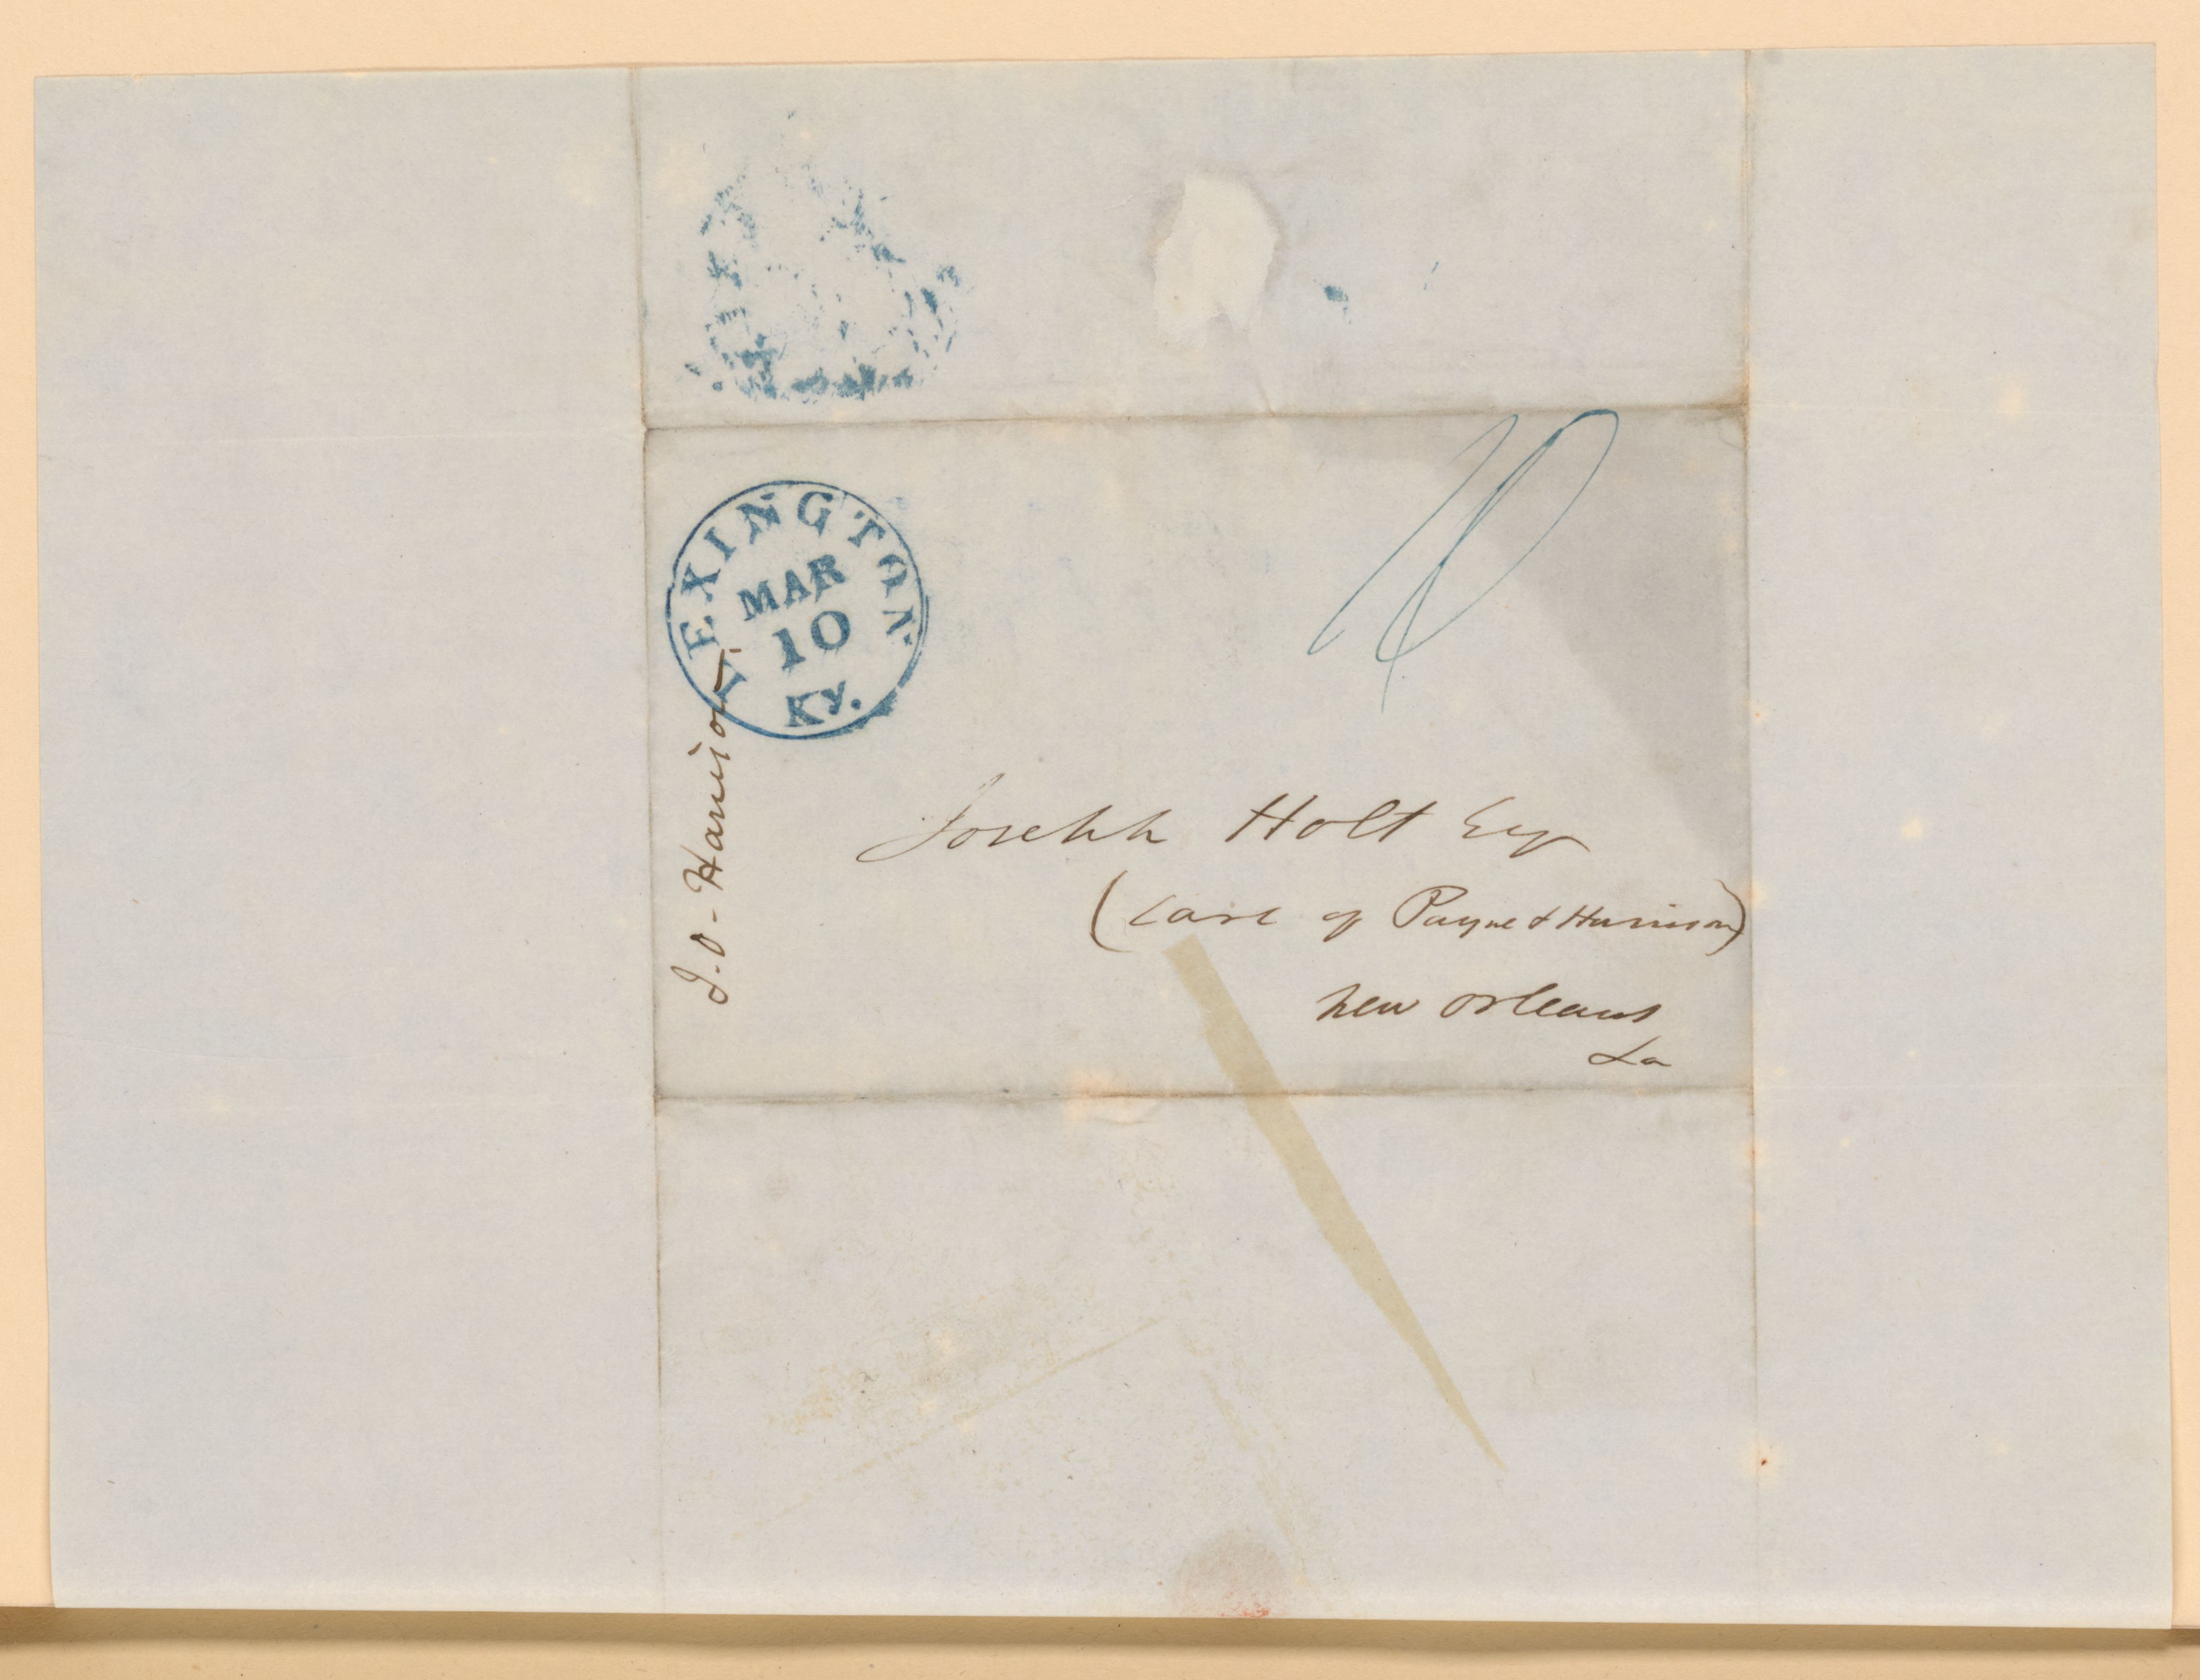 LEXINGTON
MAR
10
Ky.
10
J. O. Harrison
Joseph Holt Esq
(Care of Payne & Harrison)
New Orleans
La